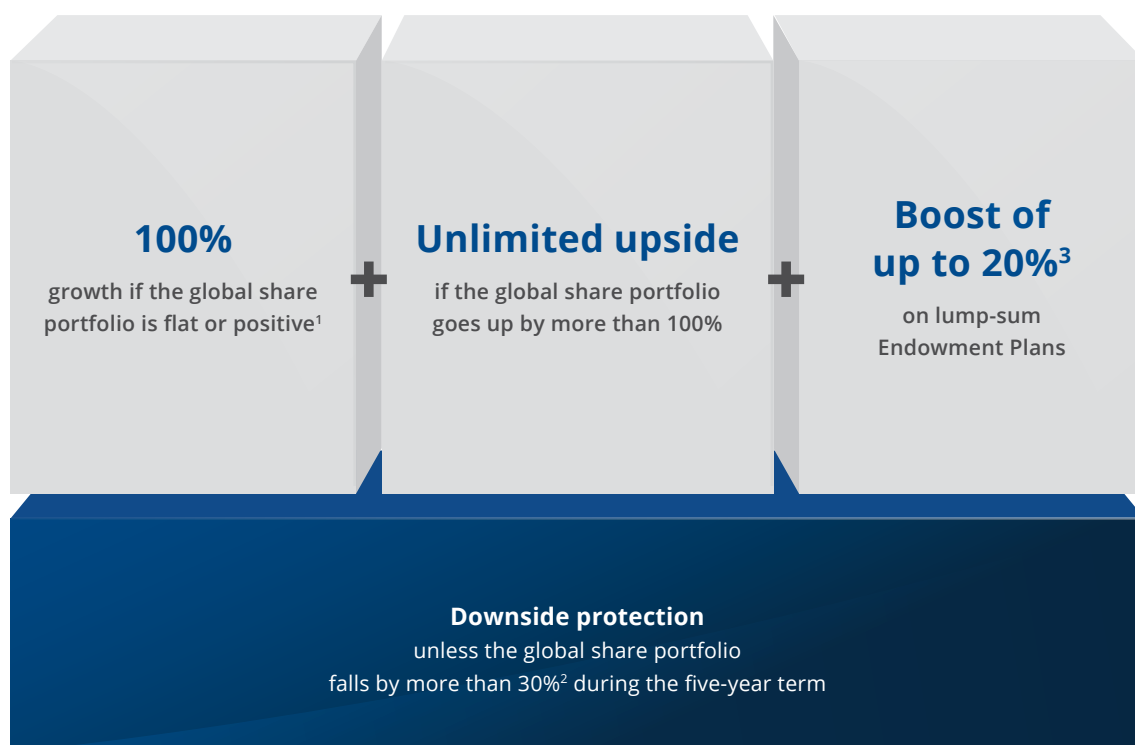 100%
growth if the global share
portfolio is flat or positive¹
+
Unlimited upside
if the global share portfolio
goes up by more than 100%
+
Boost of
up to 20%³
on lump-sum
Endowment Plans
Downside protection
unless the global share portfolio
falls by more than 30%² during the five-year term